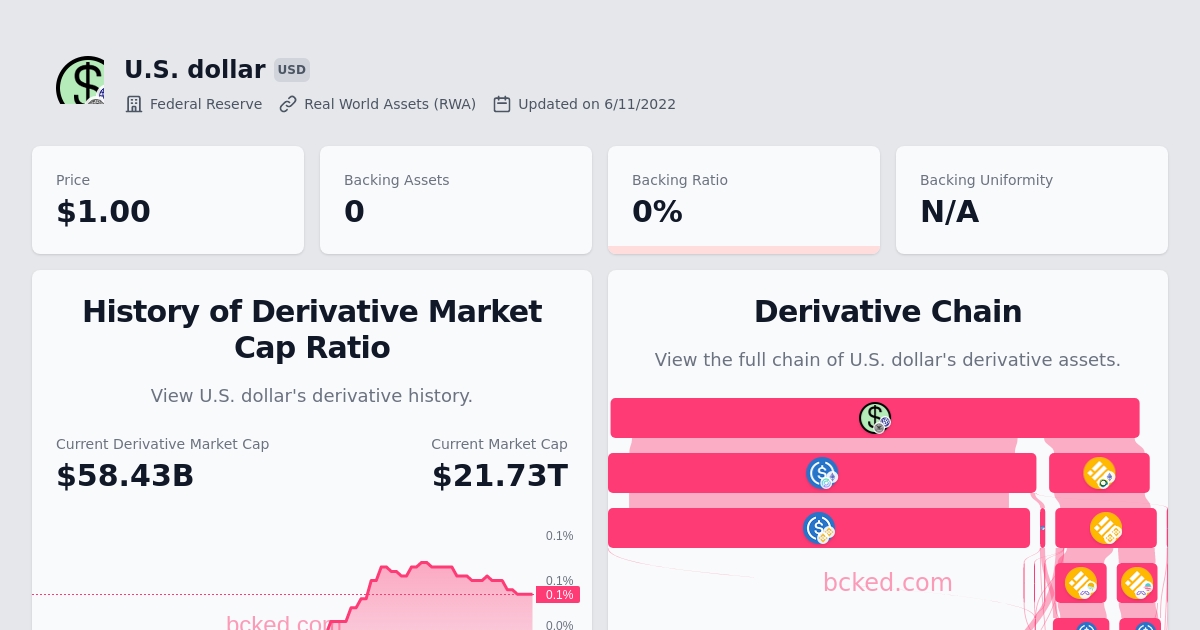 U.S. dollar USD
Federal Reserve Real World Assets (RWA) Updated on 6/11/2022
Price
$1.00
Backing Assets
0
Backing Ratio
0%
Backing Uniformity
N/A
History of Derivative Market
Cap Ratio
View U.S. dollar's derivative history.
Current Derivative Market Cap
$58.43B
Current Market Cap
$21.73T
0.1%
0.1%
0.1%
0.0%
bcked.com
Derivative Chain
View the full chain of U.S. dollar's derivative assets.
bcked.com